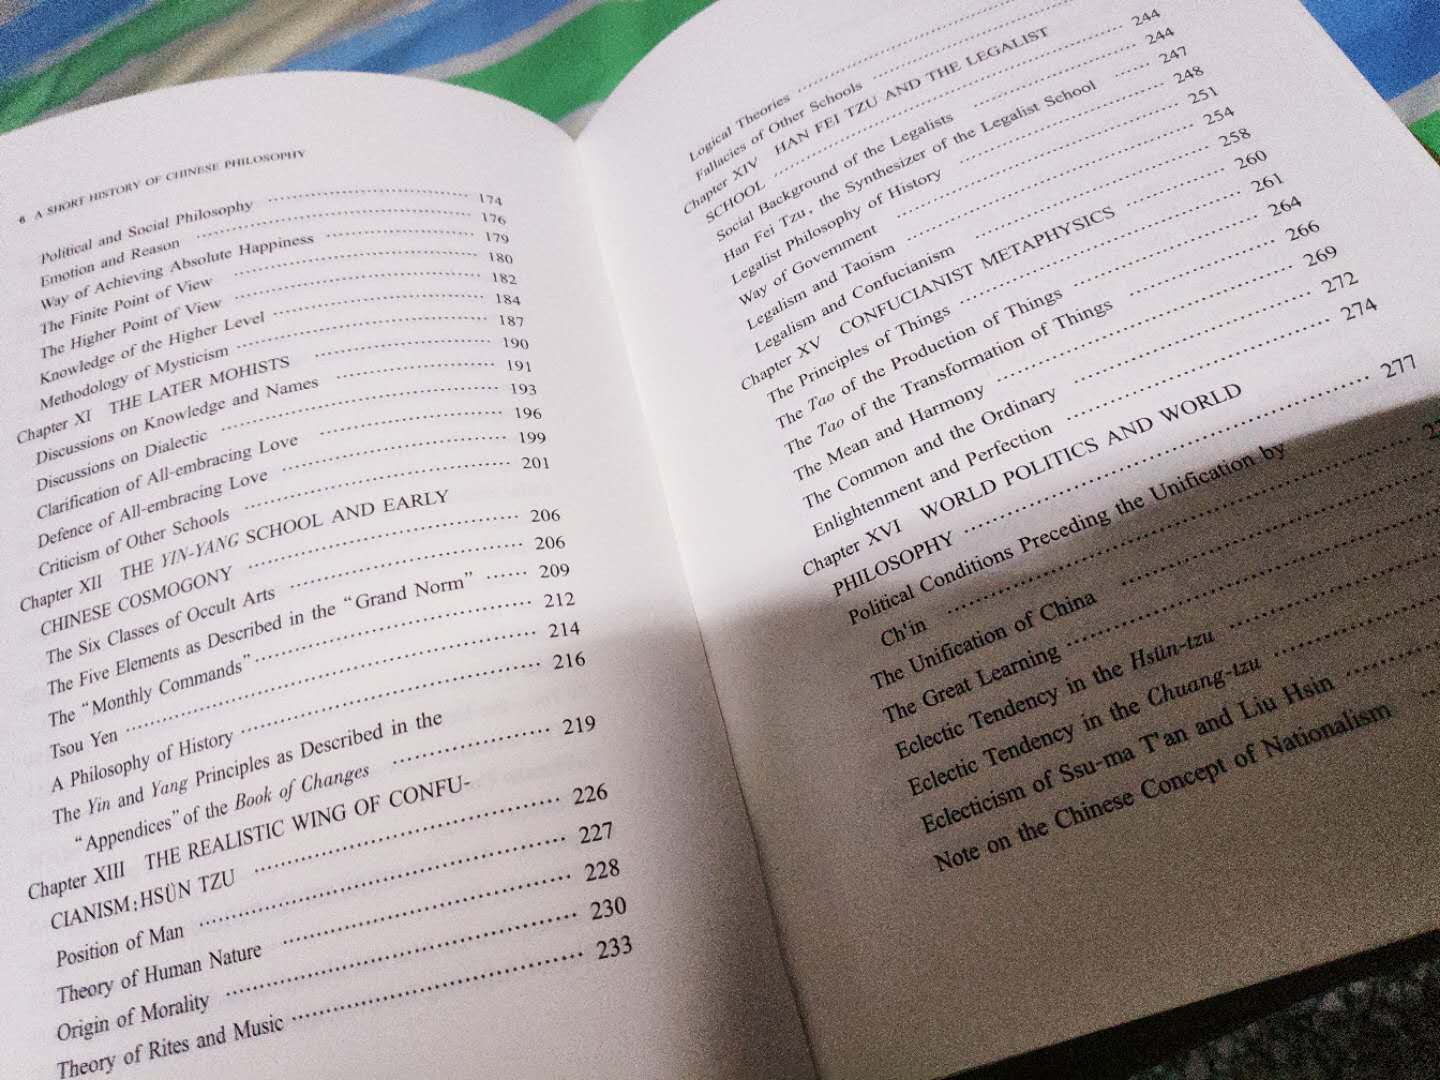 6 A SHORT HISTORY OF CHINESE PHILOSOPHY
Political and Social Philosophy ········ 174
Emotion and Reason ········ 176
Way of Achieving Absolute Happiness ········ 179
The Finite Point of View ········ 180
The Higher Point of View ········ 182
Knowledge of the Higher Level ········ 184
Methodology of Mysticism ········ 187
Chapter XI THE LATER MOHISTS ········ 190
Discussions on Knowledge and Names ········ 191
Discussions on Dialectic ········ 193
Clarification of All-embracing Love ········ 196
Defence of All-embracing Love ········ 199
Criticism of Other Schools ········ 201
Chapter XII THE YIN-YANG SCHOOL AND EARLY
CHINESE COSMOGONY ········ 206
The Six Classes of Occult Arts ········ 206
The Five Elements as Described in the “Grand Norm” ······ 209
The “Monthly Commands” ········ 212
Tsou Yen ········ 214
A Philosophy of History ········ 216
The Yin and Yang Principles as Described in the
“Appendices” of the Book of Changes ········ 219
Chapter XIII THE REALISTIC WING OF CONFU-
CIANISM:HSÜN TZU ········ 226
Position of Man ········ 227
Theory of Human Nature ········ 228
Origin of Morality ········ 230
Theory of Rites and Music ········ 233
Logical Theories ········
Fallacies of Other Schools ········
Chapter XIV HAN FEI TZU AND THE LEGALIST
SCHOOL ········ 244
Social Background of the Legalists ········ 244
Han Fei Tzu, the Synthesizer of the Legalist School ······ 247
Legalist Philosophy of History ········ 248
Way of Government ········ 251
Legalism and Taoism ········ 254
Legalism and Confucianism ········ 258
Chapter XV CONFUCIANIST METAPHYSICS ········ 260
The Principles of Things ········ 261
The Tao of the Production of Things ········ 264
The Tao of the Transformation of Things ········ 266
The Mean and Harmony ········ 269
The Common and the Ordinary ········ 272
Enlightenment and Perfection ········ 274
Chapter XVI WORLD POLITICS AND WORLD
PHILOSOPHY ········ 277
Political Conditions Preceding the Unification by
Ch'in ········
The Unification of China ········
The Great Learning ········
Eclectic Tendency in the Hsün-tzu ········
Eclectic Tendency in the Chuang-tzu ········
Eclecticism of Ssu-ma T'an and Liu Hsin ········
Note on the Chinese Concept of Nationalism